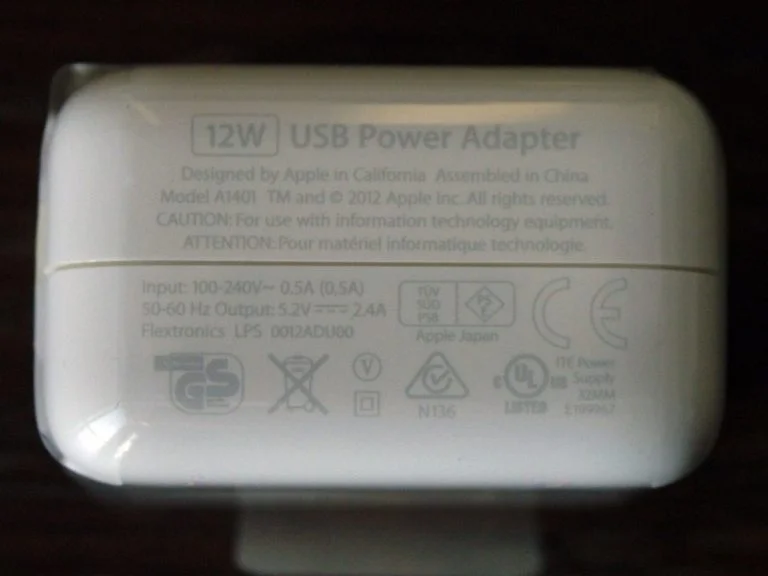 12W USB Power Adapter
Designed by Apple in California Assembled in China
Model A1401 TM and © 2012 Apple Inc. All rights reserved.
CAUTION: For use with information technology equipment.
ATTENTION: Pour matériel informatique technologie
Input: 100-240V~ 0.5A (0,5A)
50-60 Hz Output: 5.2V 2.4A
Flextronics LPS 0012ADU00
TÜV
SÜD
PSB
Apple Japan
CE
GS
V
N136
c UL us
LISTED
ITE Power
Supply
32MM
E199967